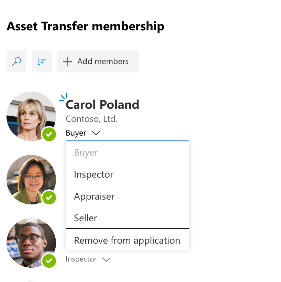 Asset Transfer membership
Add members
Carol Poland
Contoso, Ltd.
Buyer
Buyer
Inspector
Appraiser
Seller
Remove from application
Inspector